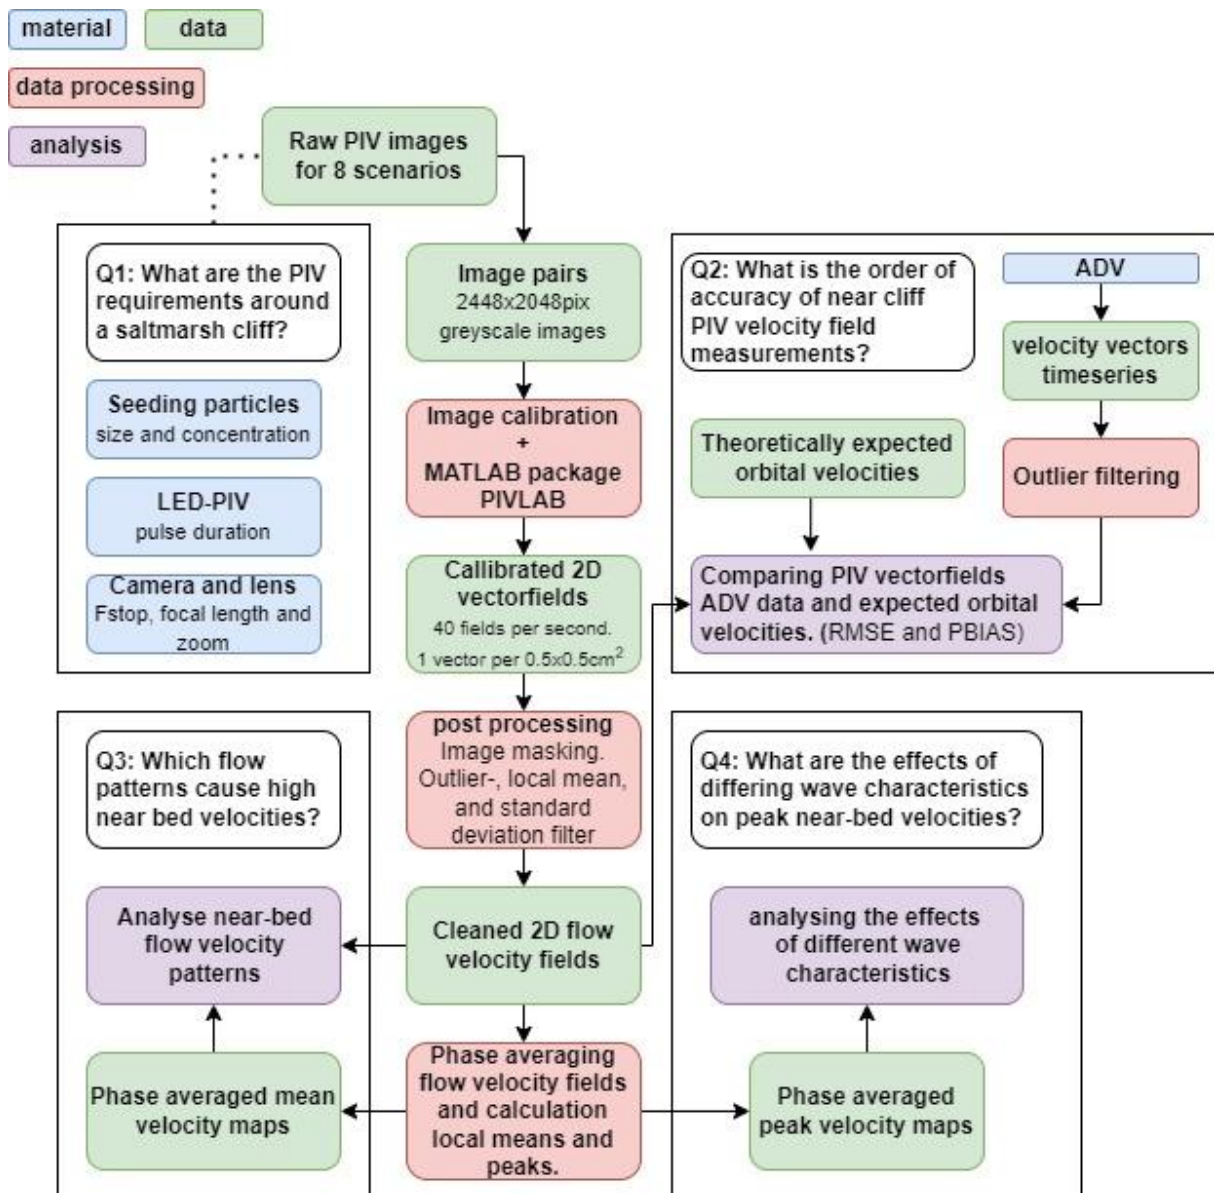 material
data
data processing
analysis
Raw PIV images
for 8 scenarios
Q1: What are the PIV
requirements around
a saltmarsh cliff?
Seeding particles
size and concentration
LED-PIV
pulse duration
Camera and lens
Fstop, focal length and
zoom
Image pairs
2448x2048pix
greyscale images
Image calibration
+
MATLAB package
PIVLAB
Callibrated 2D
vectorfields
40 fields per second.
1 vector per 0.5x0.5cm²
post processing
Image masking.
Outlier-, local mean,
and standard
deviation filter
Cleaned 2D flow
velocity fields
Phase averaging
flow velocity fields
and calculation
local means and
peaks.
Q2: What is the order of
accuracy of near cliff
PIV velocity field
measurements?
ADV
velocity vectors
timeseries
Outlier filtering
Theoretically expected
orbital velocities
Comparing PIV vectorfields
ADV data and expected orbital
velocities. (RMSE and PBIAS)
Q3: Which flow
patterns cause high
near bed velocities?
Analyse near-bed
flow velocity
patterns
Phase averaged mean
velocity maps
Q4: What are the effects of
differing wave characteristics
on peak near-bed velocities?
analysing the effects
of different wave
characteristics
Phase averaged
peak velocity maps